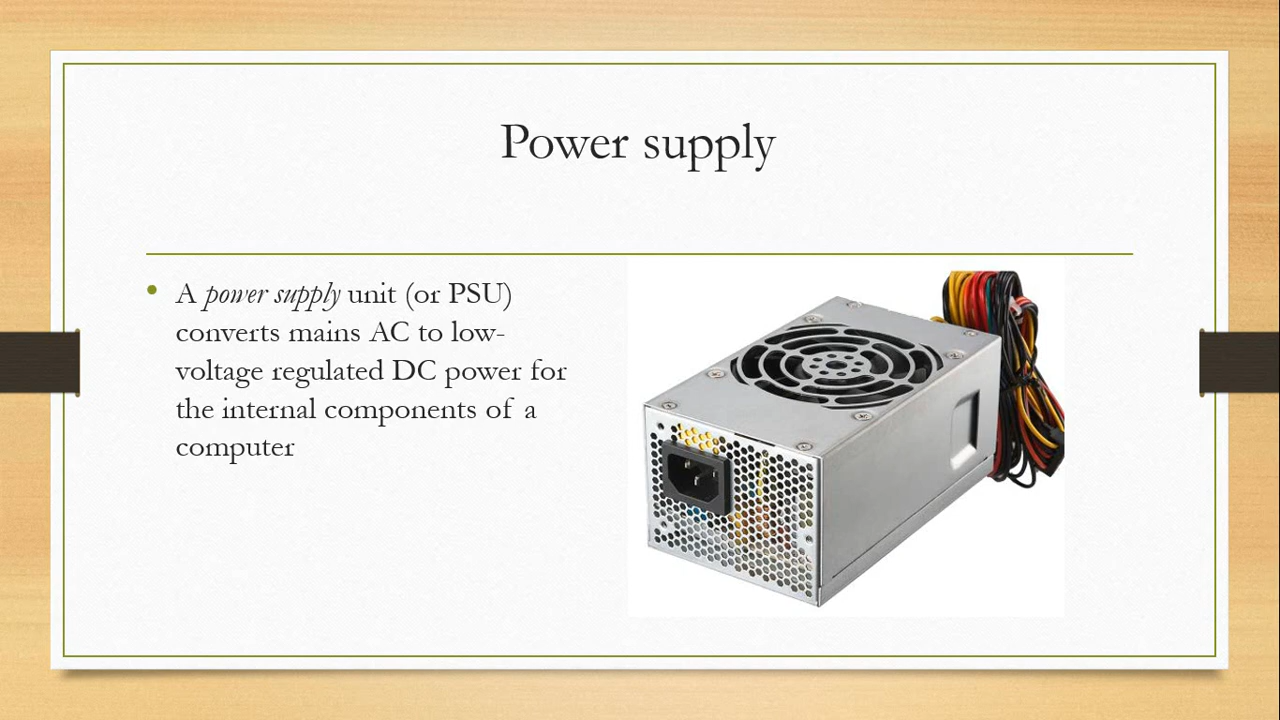 Power supply
• A power supply unit (or PSU)
converts mains AC to low-
voltage regulated DC power for
the internal components of a
computer